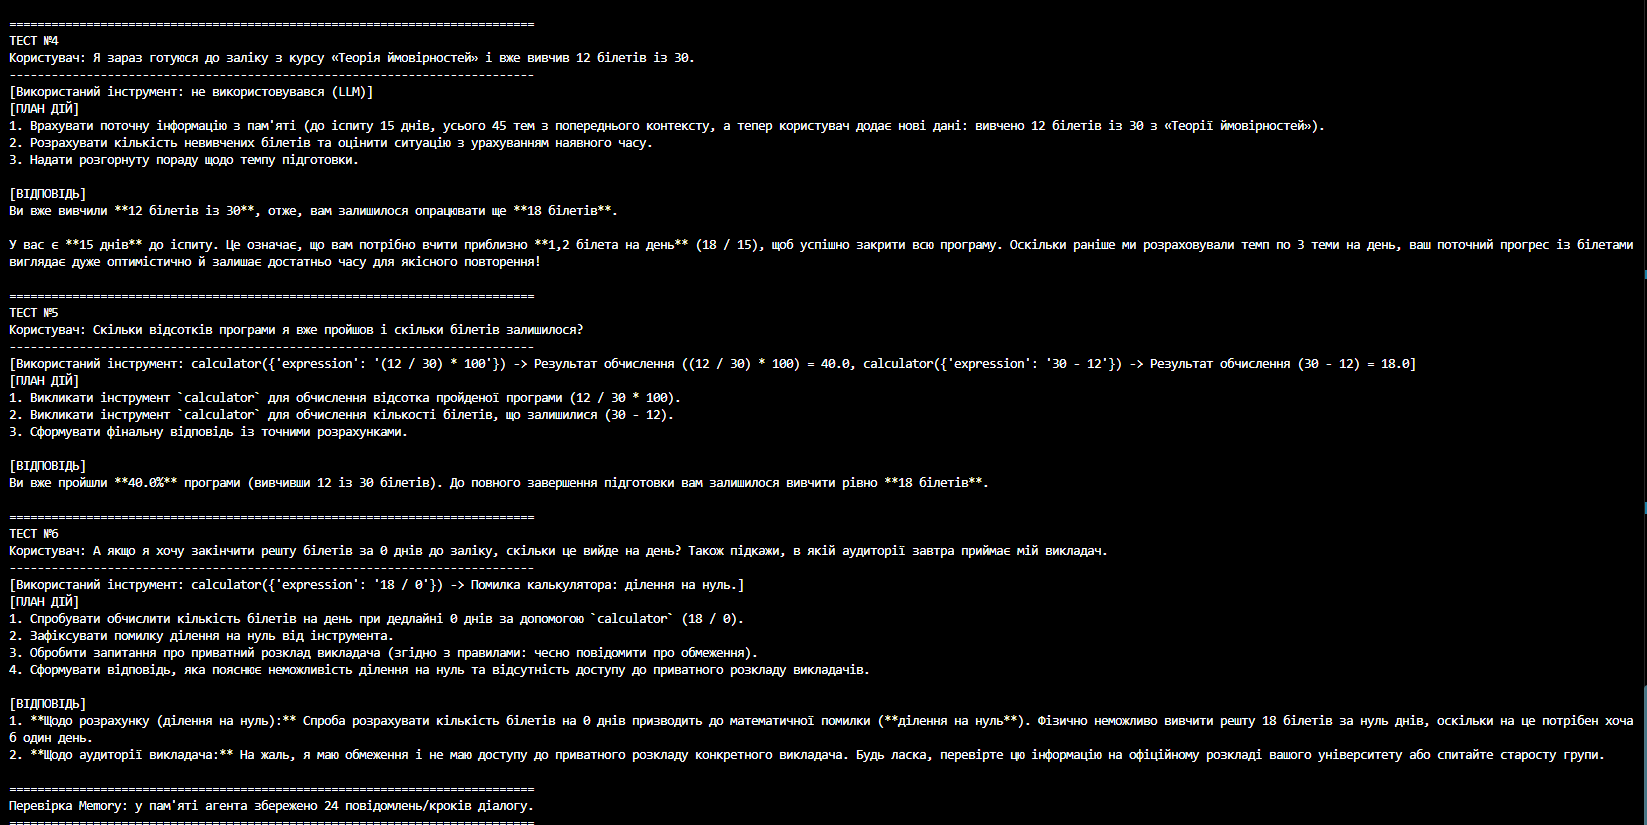 ===========================================================================
ТЕСТ №4
Користувач: Я зараз готуюся до заліку з курсу «Теорія ймовірностей» і вже вивчив 12 білетів із 30.
---------------------------------------------------------------------------
[Використаний інструмент: не використовувався (LLM)]
[ПЛАН ДІЙ]
1. Врахувати поточну інформацію з пам'яті (до іспиту 15 днів, усього 45 тем з попереднього контексту, а тепер користувач додає нові дані: вивчено 12 білетів із 30 з «Теорії ймовірностей»).
2. Розрахувати кількість невивчених білетів та оцінити ситуацію з урахуванням наявного часу.
3. Надати розгорнуту пораду щодо темпу підготовки.
[ВІДПОВІДЬ]
Ви вже вивчили **12 білетів із 30**, отже, вам залишилося опрацювати ще **18 білетів**.
У вас є **15 днів** до іспиту. Це означає, що вам потрібно вчити приблизно **1,2 білета на день** (18 / 15), щоб успішно закрити всю програму. Оскільки раніше ми розраховували темп по 3 теми на день, ваш поточний прогрес із білетами
виглядає дуже оптимістично й залишає достатньо часу для якісного повторення!
===========================================================================
ТЕСТ №5
Користувач: Скільки відсотків програми я вже пройшов і скільки білетів залишилося?
---------------------------------------------------------------------------
[Використаний інструмент: calculator({'expression': '(12 / 30) * 100'}) -> Результат обчислення ((12 / 30) * 100) = 40.0, calculator({'expression': '30 - 12'}) -> Результат обчислення (30 - 12) = 18.0]
[ПЛАН ДІЙ]
1. Викликати інструмент `calculator` для обчислення відсотка пройденої програми (12 / 30 * 100).
2. Викликати інструмент `calculator` для обчислення кількості білетів, що залишилися (30 - 12).
3. Сформувати фінальну відповідь із точними розрахунками.
[ВІДПОВІДЬ]
Ви вже пройшли **40.0%** програми (вивчивши 12 із 30 білетів). До повного завершення підготовки вам залишилося вивчити рівно **18 білетів**.
===========================================================================
ТЕСТ №6
Користувач: А якщо я хочу закінчити решту білетів за 0 днів до заліку, скільки це вийде на день? Також підкажи, в якій аудиторії завтра приймає мій викладач.
---------------------------------------------------------------------------
[Використаний інструмент: calculator({'expression': '18 / 0'}) -> Помилка калькулятора: ділення на нуль.]
[ПЛАН ДІЙ]
1. Спробувати обчислити кількість білетів на день при дедлайні 0 днів за допомогою `calculator` (18 / 0).
2. Зафіксувати помилку ділення на нуль від інструмента.
3. Обробити запитання про приватний розклад викладача (згідно з правилами: чесно повідомити про обмеження).
4. Сформувати відповідь, яка пояснює неможливість ділення на нуль та відсутність доступу до приватного розкладу викладачів.
[ВІДПОВІДЬ]
1. **Щодо розрахунку (ділення на нуль):** Спроба розрахувати кількість білетів на 0 днів призводить до математичної помилки (**ділення на нуль**). Фізично неможливо вивчити решту 18 білетів за нуль днів, оскільки на це потрібен хоча
б один день.
2. **Щодо аудиторії викладача:** На жаль, я маю обмеження і не маю доступу до приватного розкладу конкретного викладача. Будь ласка, перевірте цю інформацію на офіційному розкладі вашого університету або спитайте старосту групи.
===========================================================================
Перевірка Memory: у пам'яті агента збережено 24 повідомлень/кроків діалогу.
===========================================================================